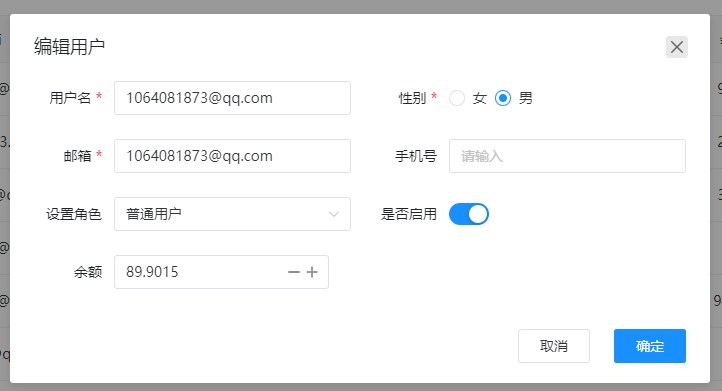 编辑用户
用户名 * 1064081873@qq.com 性别 * 女 男
邮箱 * 1064081873@qq.com 手机号 请输入
设置角色 普通用户 是否启用
余额 89.9015
取消 确定